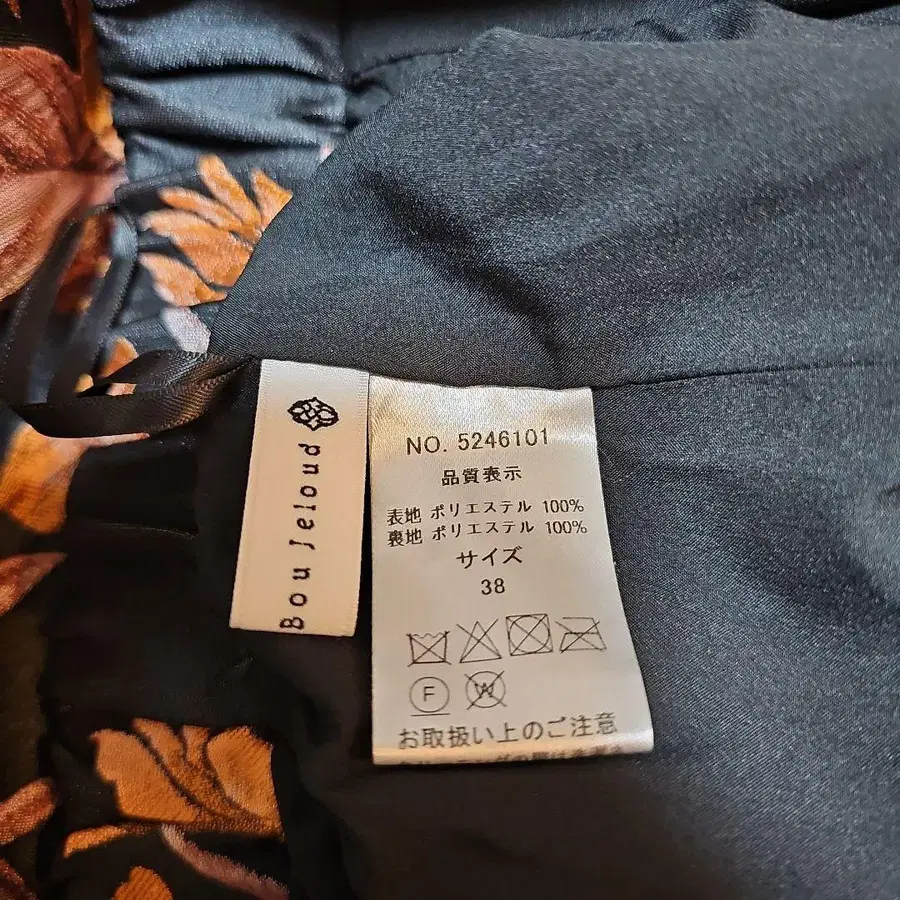 Bou Jeloud
NO. 5246101
品質表示
表地 ポリエステル 100%
裏地 ポリエステル 100%
サイズ
38
F
W
お取扱い上のご注意